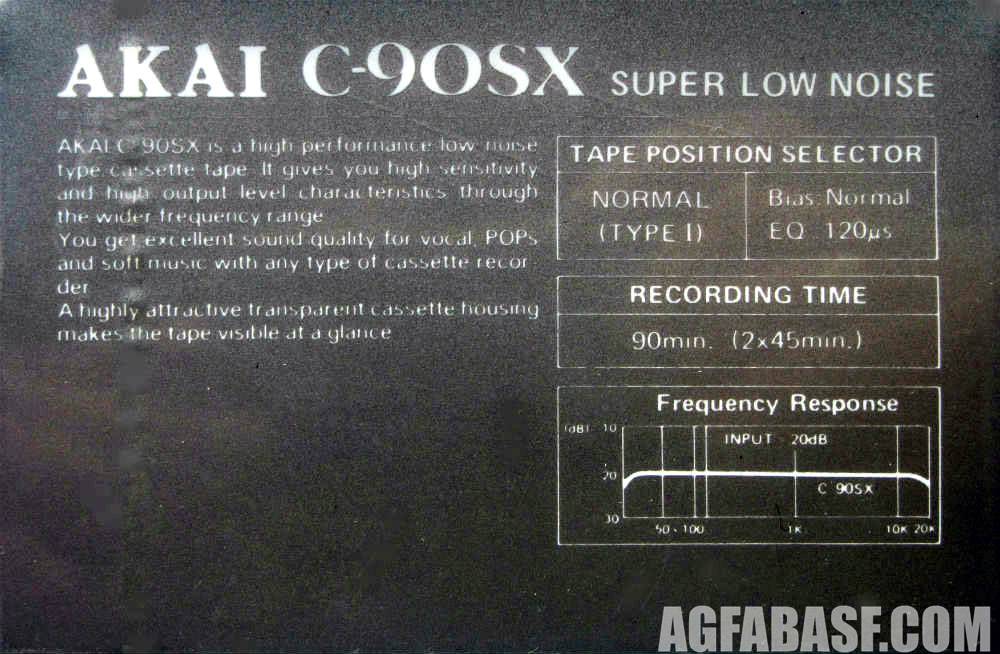 AKAI C-90SX SUPER LOW NOISE
AKAI C-90SX is a high performance low noise
type cassette tape. It gives you high sensitivity
and high output level characteristics through
the wider frequency range
You get excellent sound quality for vocal, POPs
and soft music with any type of cassette recor
der
A highly attractive transparent cassette housing
makes the tape visible at a glance
TAPE POSITION SELECTOR
NORMAL
(TYPE I)
Bias: Normal
EQ 120μs
RECORDING TIME
90min. (2x45min.)
Frequency Response
(dB) 10
INPUT -20dB
20
C 90SX
30
50 100 1K 10K 20K
AGFABASF.COM